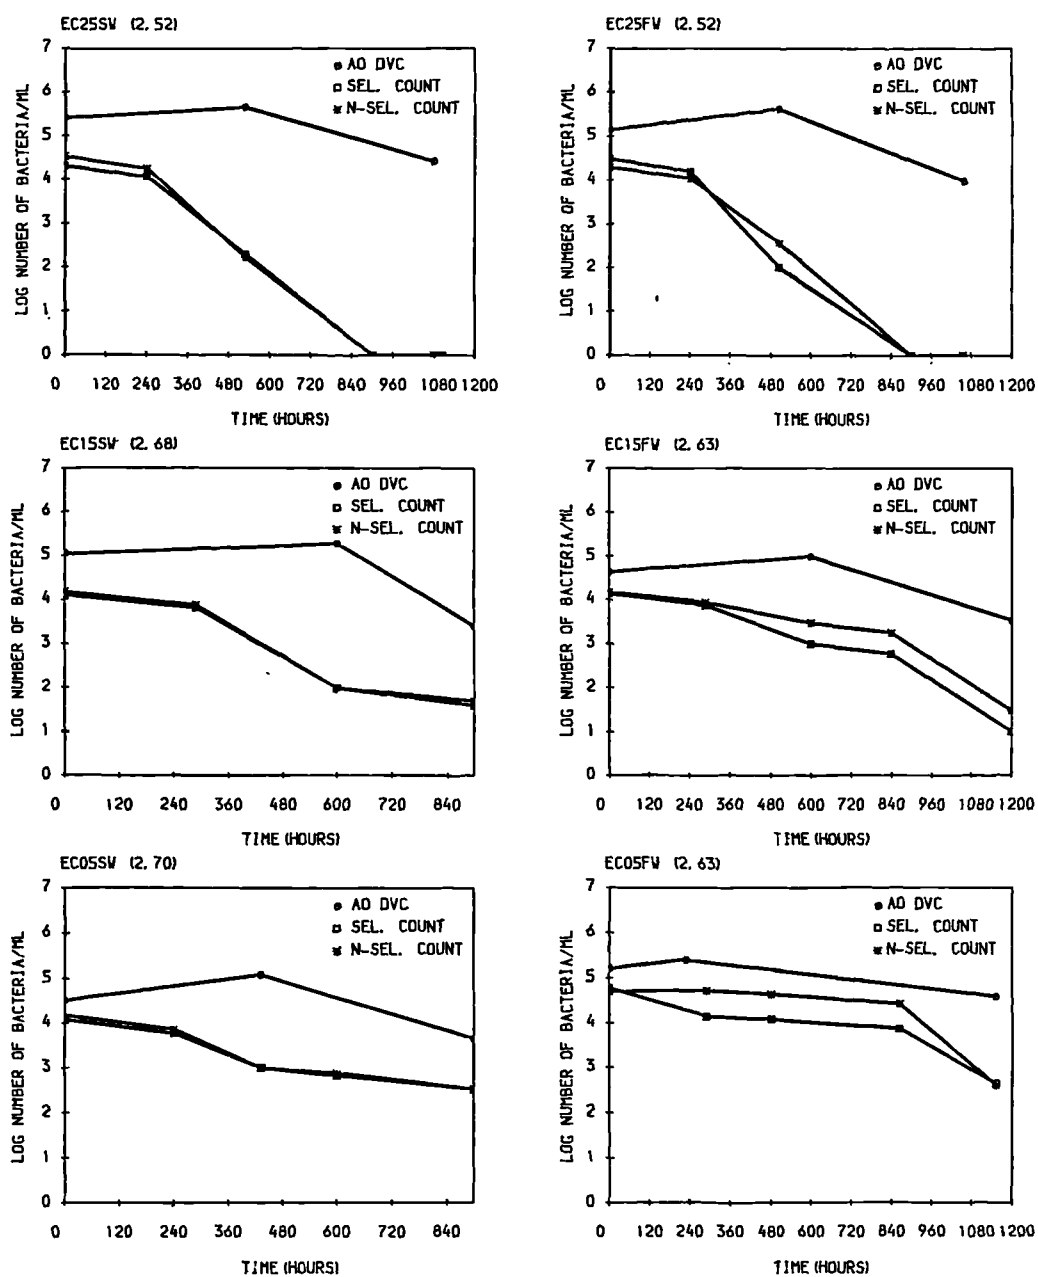 EC25SW (2.52)
7
6
5
4
3
2
1
0
LOG NUMBER OF BACTERIA/ML
AO DVC
SEL. COUNT
N-SEL. COUNT
0 120 240 360 480 600 720 840 960 1080 1200
TIME (HOURS)
EC25FW (2.52)
7
6
5
4
3
2
1
0
LOG NUMBER OF BACTERIA/ML
AO DVC
SEL. COUNT
N-SEL. COUNT
0 120 240 360 480 600 720 840 960 1080 1200
TIME (HOURS)
EC15SW (2.68)
7
6
5
4
3
2
1
0
LOG NUMBER OF BACTERIA/ML
AO DVC
SEL. COUNT
N-SEL. COUNT
0 120 240 360 480 600 720 840
TIME (HOURS)
EC15FW (2.63)
7
6
5
4
3
2
1
0
LOG NUMBER OF BACTERIA/ML
AO DVC
SEL. COUNT
N-SEL. COUNT
0 120 240 360 480 600 720 840 960 1080 1200
TIME (HOURS)
EC05SW (2.70)
7
6
5
4
3
2
1
0
LOG NUMBER OF BACTERIA/ML
AO DVC
SEL. COUNT
N-SEL. COUNT
0 120 240 360 480 600 720 840
TIME (HOURS)
EC05FW (2.63)
7
6
5
4
3
2
1
0
LOG NUMBER OF BACTERIA/ML
AO DVC
SEL. COUNT
N-SEL. COUNT
0 120 240 360 480 600 720 840 960 1080 1200
TIME (HOURS)